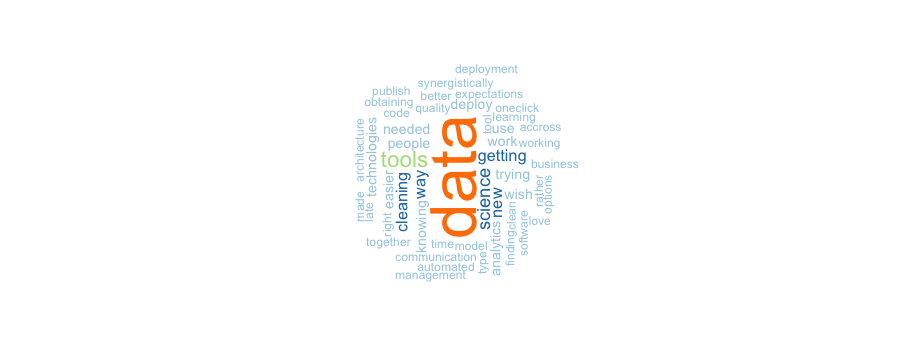 deployment
synergistically
publish
better
expectations
obtaining
quality
deploy
oneclick
code
tool
learning
needed
use
accross
people
work
working
architecture
technologies
data
tools
getting
business
trying
way
cleaning
easier
science
new
wish
rather
options
made
late
right
knowing
clean
love
together
time
model
analytics
finding
software
communication
type
automated
management